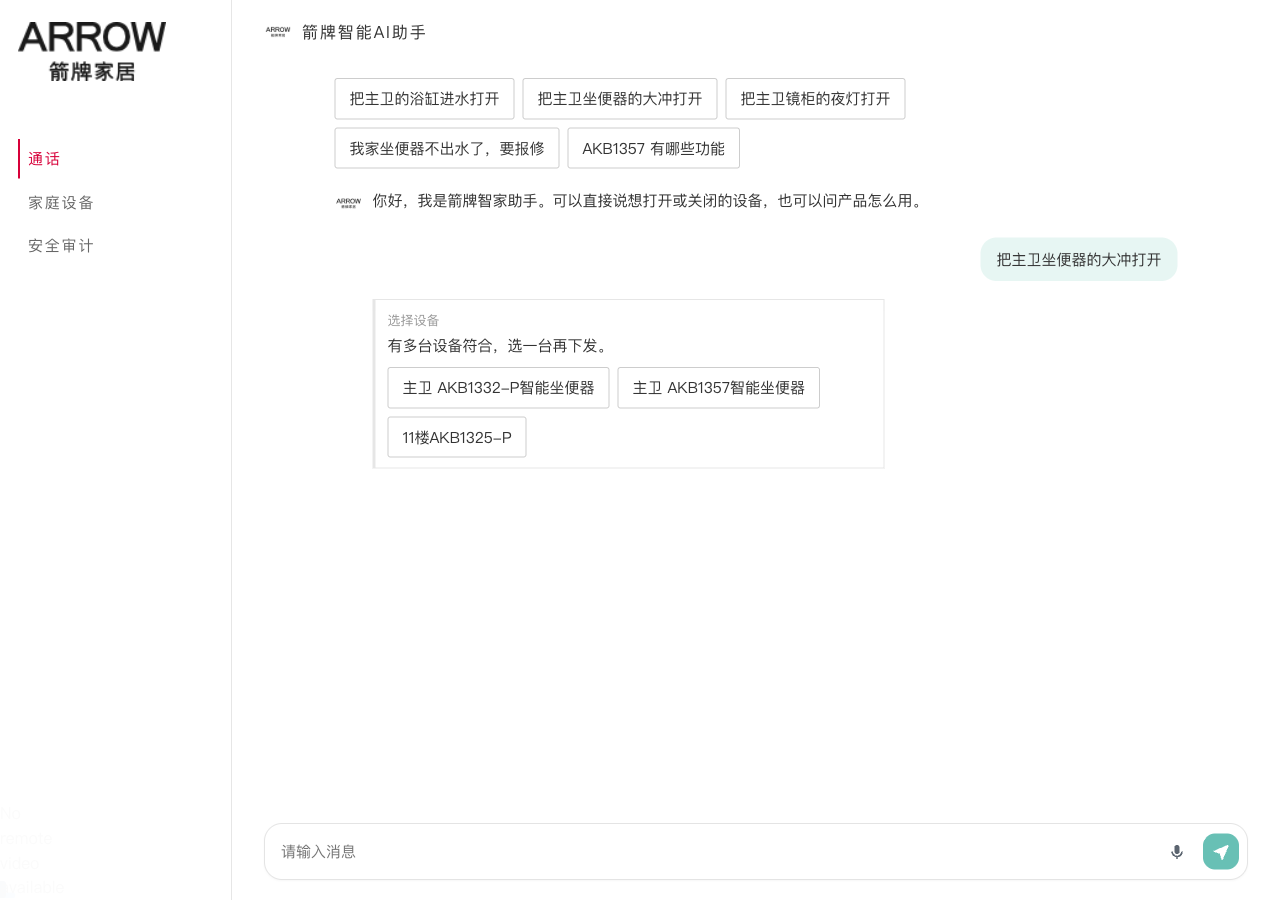 ARROW
箭牌家居
通话
家庭设备
安全审计
ARROW
箭牌智能AI助手
把主卫的浴缸进水打开
把主卫坐便器的大冲打开
把主卫镜柜的夜灯打开
我家坐便器不出水了，要报修
AKB1357 有哪些功能
ARROW
你好，我是箭牌智家助手。可以直接说想打开或关闭的设备，也可以问产品怎么用。
把主卫坐便器的大冲打开
选择设备
有多台设备符合，选一台再下发。
主卫 AKB1332-P智能坐便器
主卫 AKB1357智能坐便器
11楼AKB1325-P
请输入消息